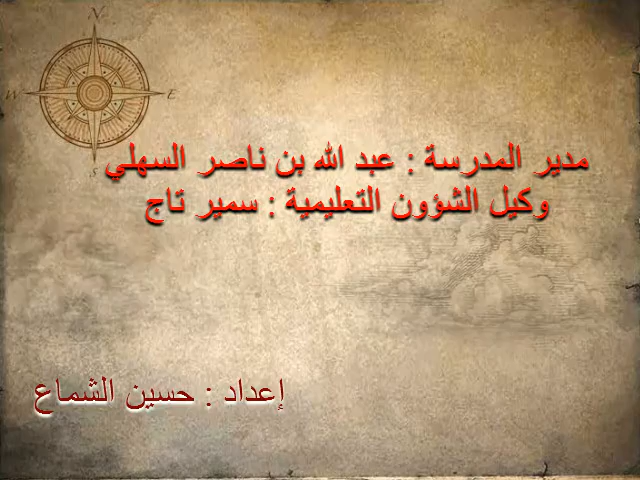 N
W E
S
مدير المدرسة : عبد الله بن ناصر السهلي
وكيل الشؤون التعليمية : سمير تاج
إعداد : حسين الشماع